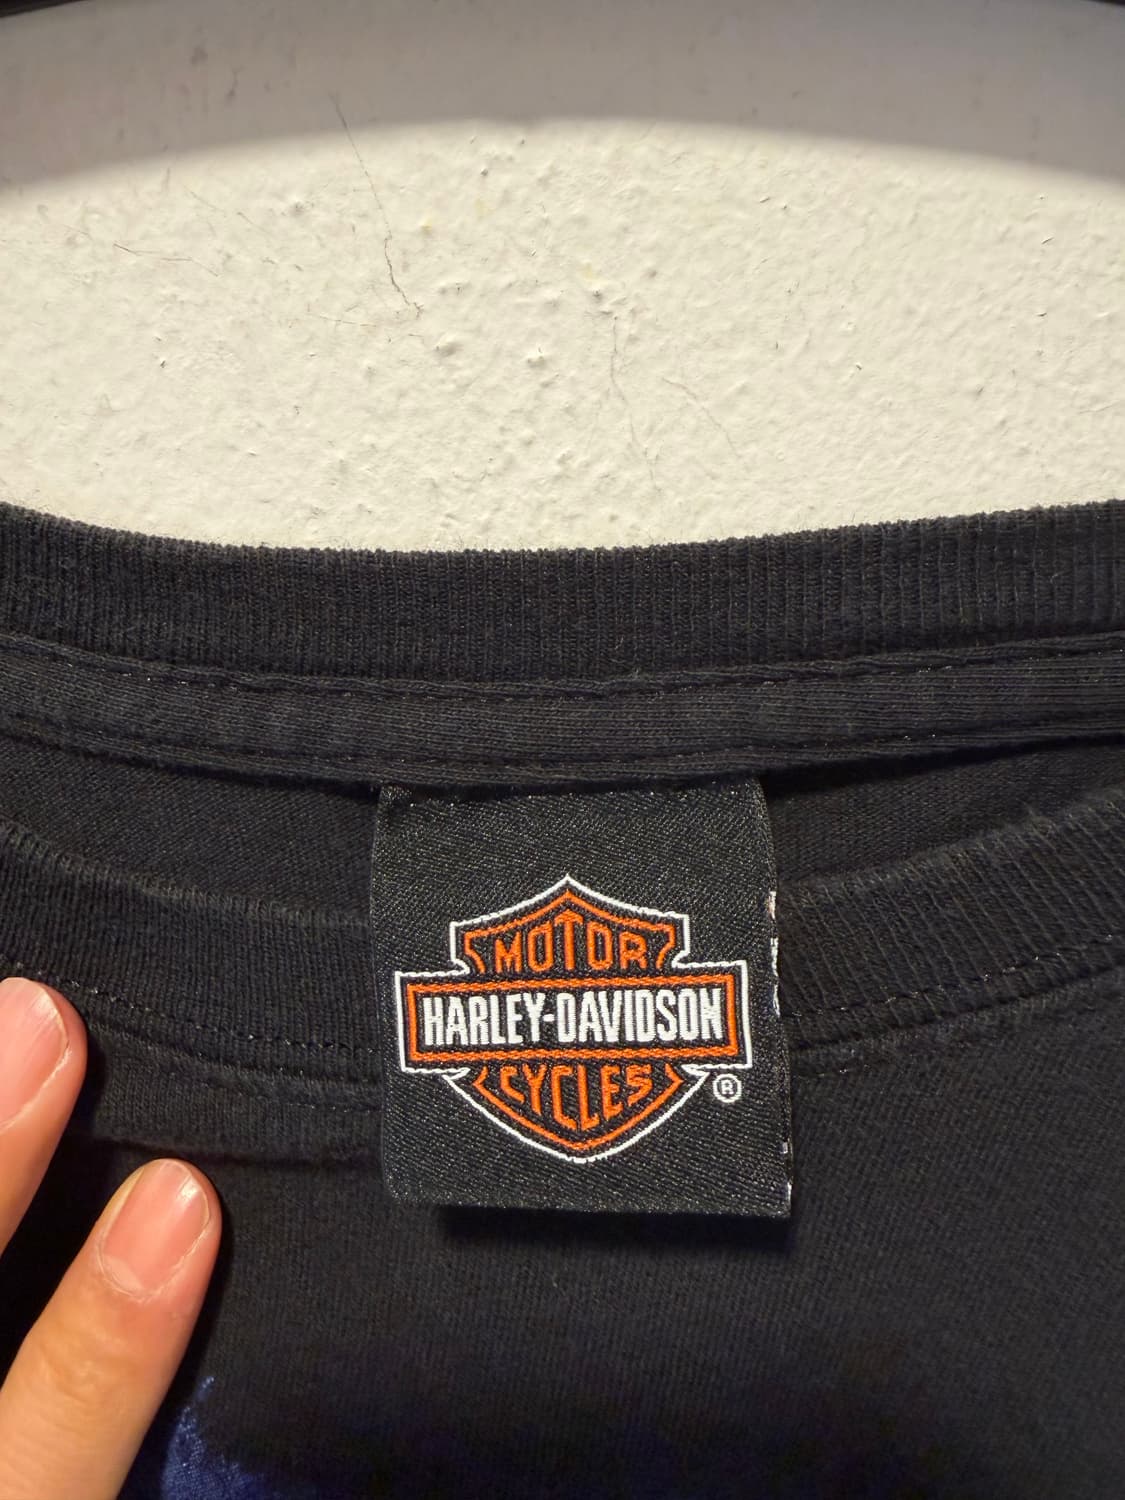 MOTOR
HARLEY-DAVIDSON
CYCLES
®